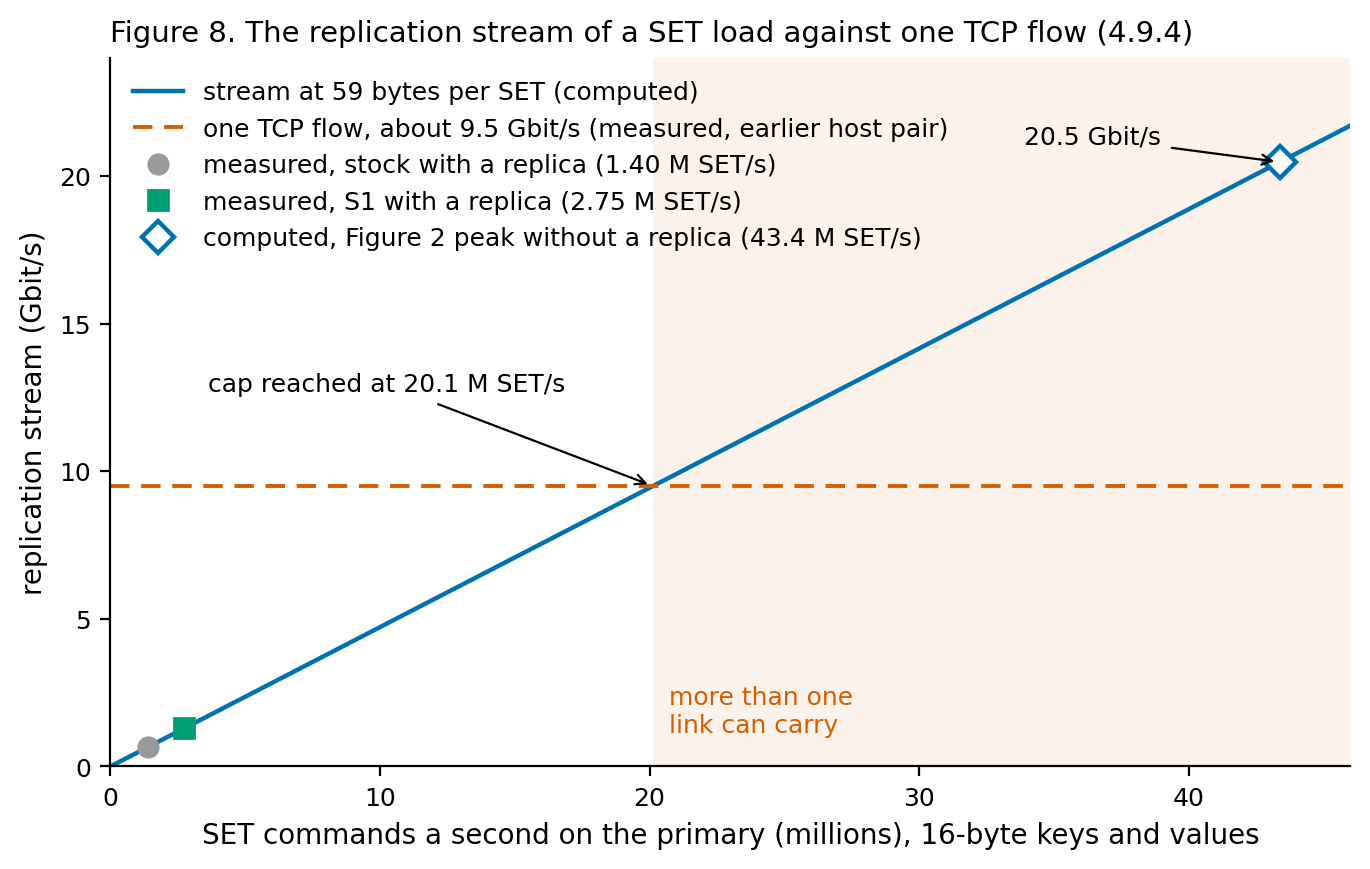 Figure 8. The replication stream of a SET load against one TCP flow (4.9.4)
stream at 59 bytes per SET (computed)
one TCP flow, about 9.5 Gbit/s (measured, earlier host pair)
measured, stock with a replica (1.40 M SET/s)
measured, S1 with a replica (2.75 M SET/s)
computed, Figure 2 peak without a replica (43.4 M SET/s)
20.5 Gbit/s
cap reached at 20.1 M SET/s
more than one
link can carry
replication stream (Gbit/s)
20
15
10
5
0
0 10 20 30 40
SET commands a second on the primary (millions), 16-byte keys and values